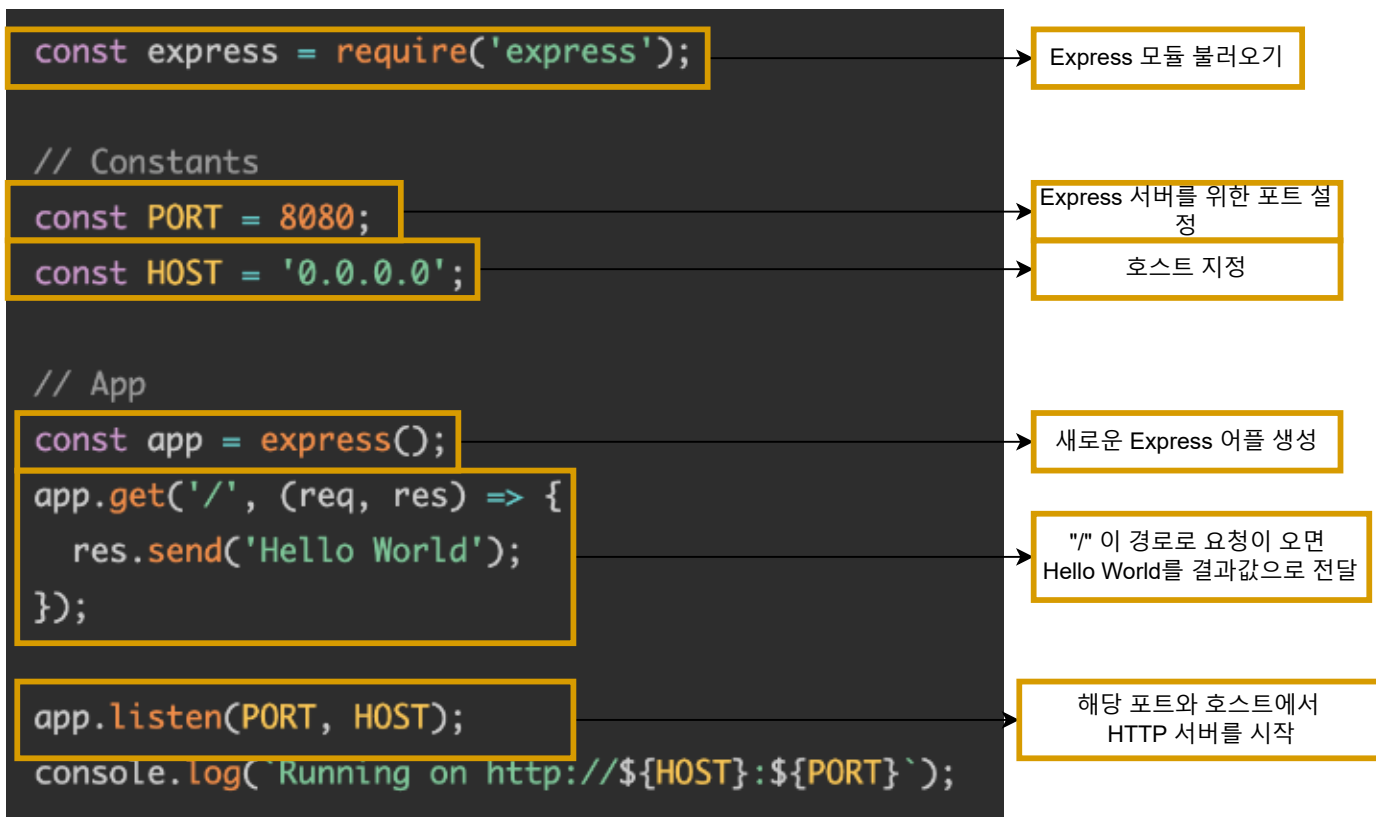 const express = require('express');
Express 모듈 불러오기
// Constants
const PORT = 8080;
Express 서버를 위한 포트 설
정
const HOST = '0.0.0.0';
호스트 지정
// App
const app = express();
새로운 Express 어플 생성
app.get('/', (req, res) => {
res.send('Hello World');
});
"/" 이 경로로 요청이 오면
Hello World를 결과값으로 전달
app.listen(PORT, HOST);
해당 포트와 호스트에서
HTTP 서버를 시작
console.log(`Running on http://${HOST}:${PORT}`);